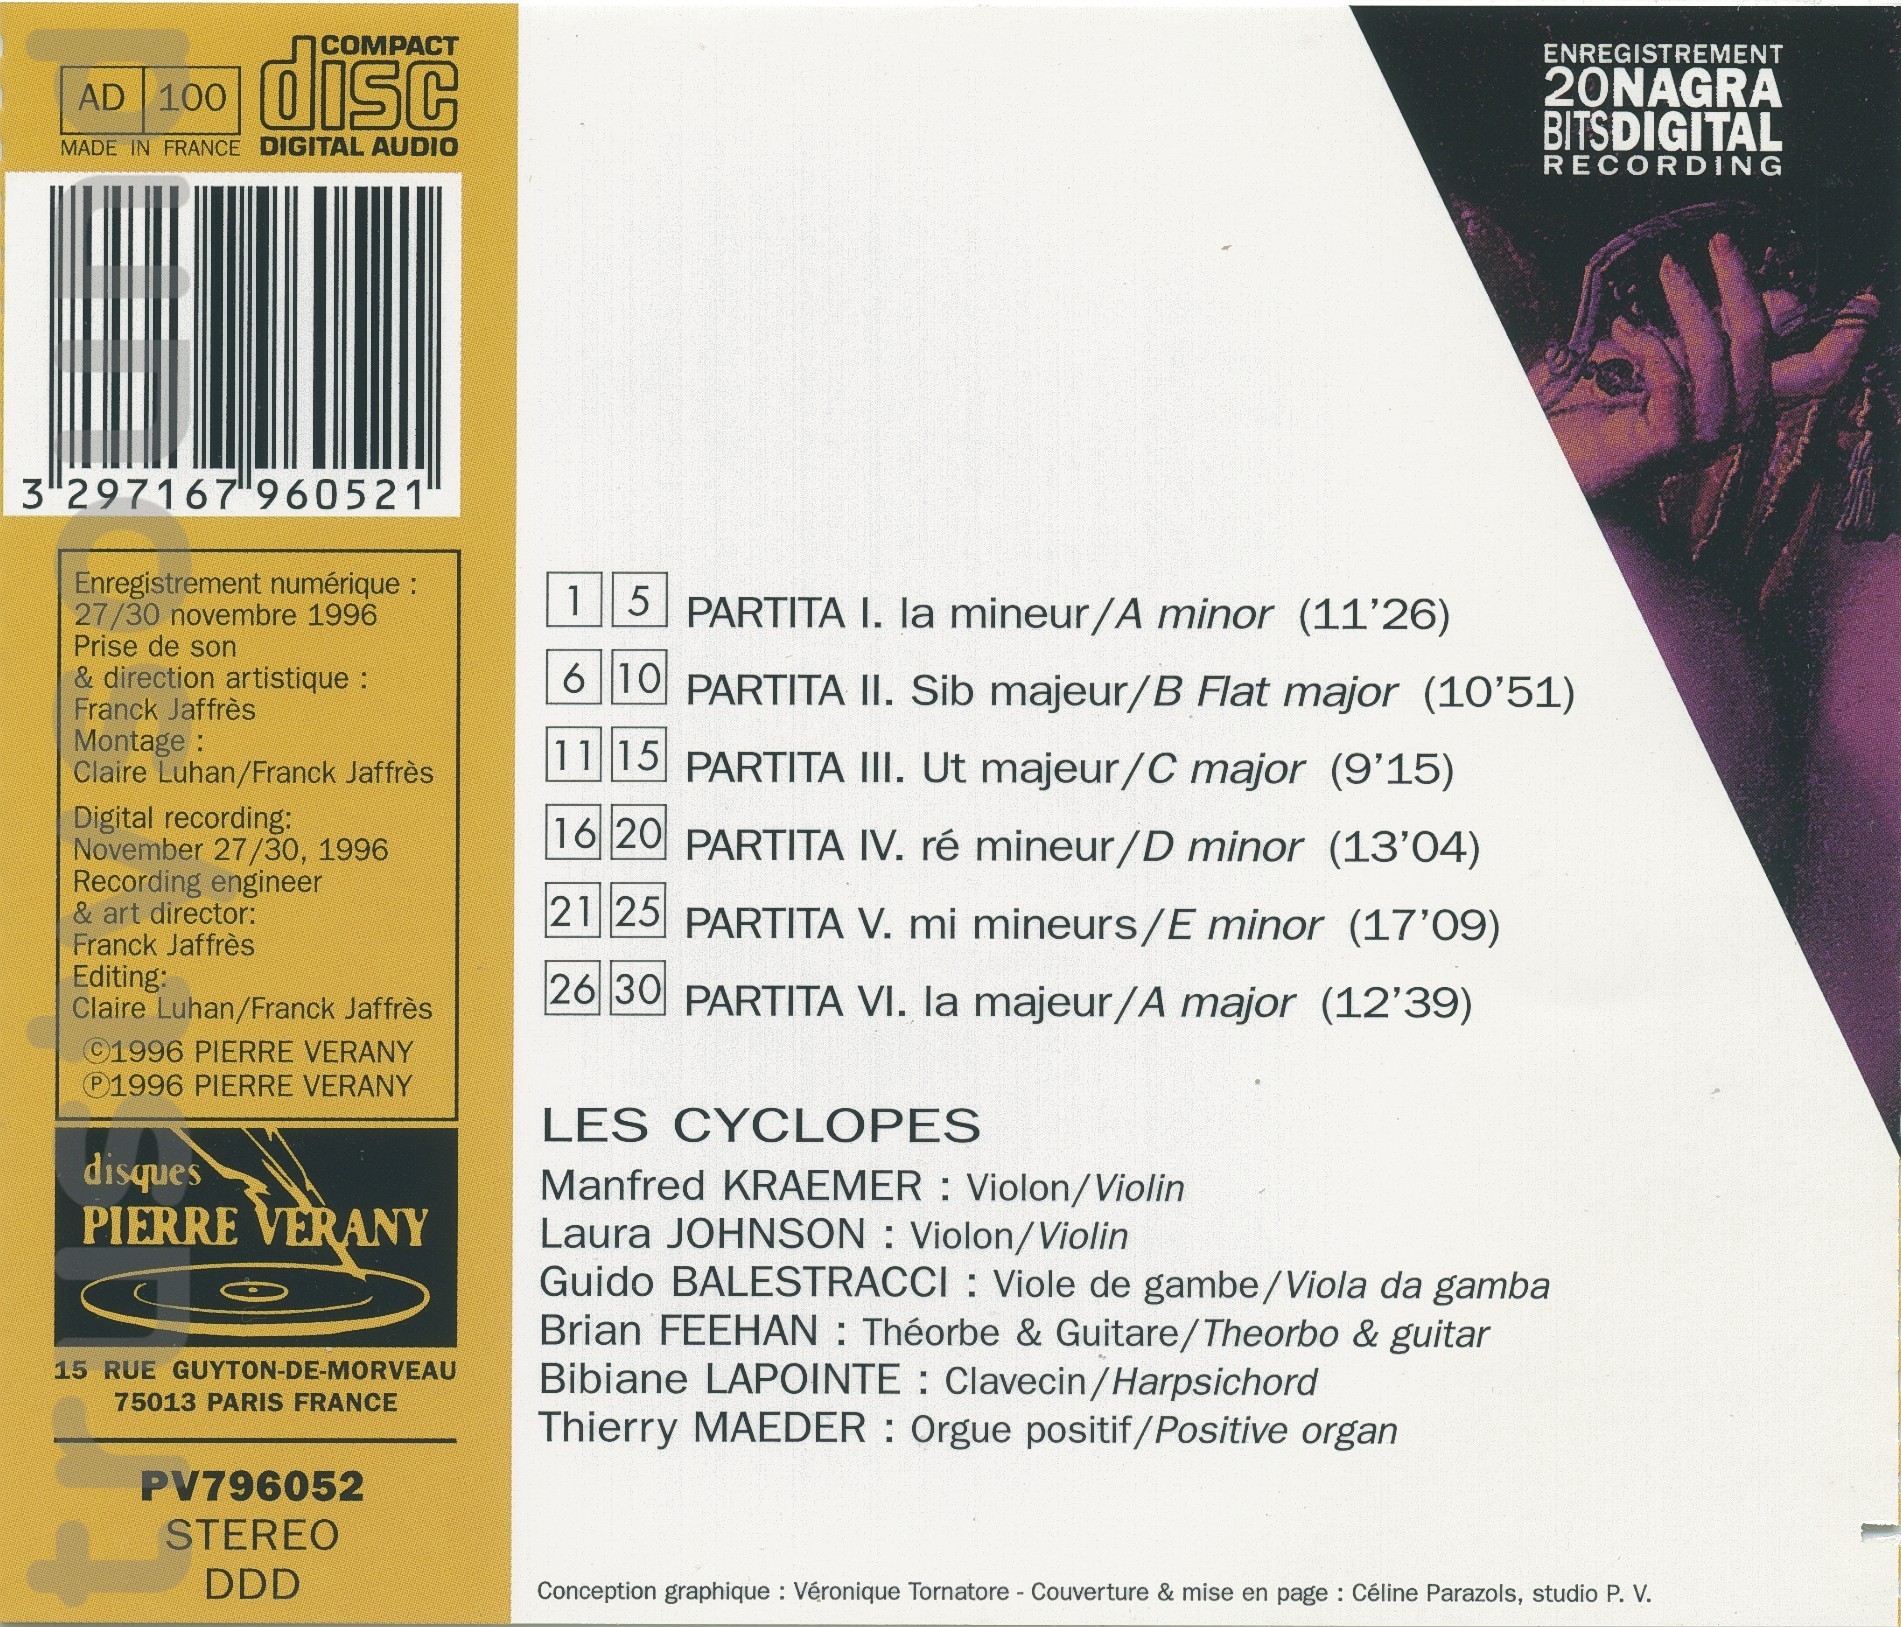 AD 100
MADE IN FRANCE
COMPACT
disc
DIGITAL AUDIO
3 297167 960521
Enregistrement numérique :
27/30 novembre 1996
Prise de son
& direction artistique :
Franck Jaffrès
Montage :
Claire Luhan/Franck Jaffrès
Digital recording:
November 27/30, 1996
Recording engineer
& art director:
Franck Jaffrès
Editing:
Claire Luhan/Franck Jaffrès
©1996 PIERRE VERANY
Ⓟ1996 PIERRE VERANY
disques
PIERRE VERANY
15 RUE GUYTON-DE-MORVEAU
75013 PARIS FRANCE
PV796052
STEREO
DDD
ENREGISTREMENT
20 NAGRA
BITS DIGITAL
RECORDING
1 5 PARTITA I. la mineur/A minor (11'26)
6 10 PARTITA II. Sib majeur/B Flat major (10'51)
11 15 PARTITA III. Ut majeur/C major (9'15)
16 20 PARTITA IV. ré mineur/D minor (13'04)
21 25 PARTITA V. mi mineurs/E minor (17'09)
26 30 PARTITA VI. la majeur/A major (12'39)
LES CYCLOPES
Manfred KRAEMER : Violon/Violin
Laura JOHNSON : Violon/Violin
Guido BALESTRACCI : Viole de gambe/Viola da gamba
Brian FEEHAN : Théorbe & Guitare/Theorbo & guitar
Bibiane LAPOINTE : Clavecin/Harpsichord
Thierry MAEDER : Orgue positif/Positive organ
Conception graphique : Véronique Tornatore - Couverture & mise en page : Céline Parazols, studio P. V.